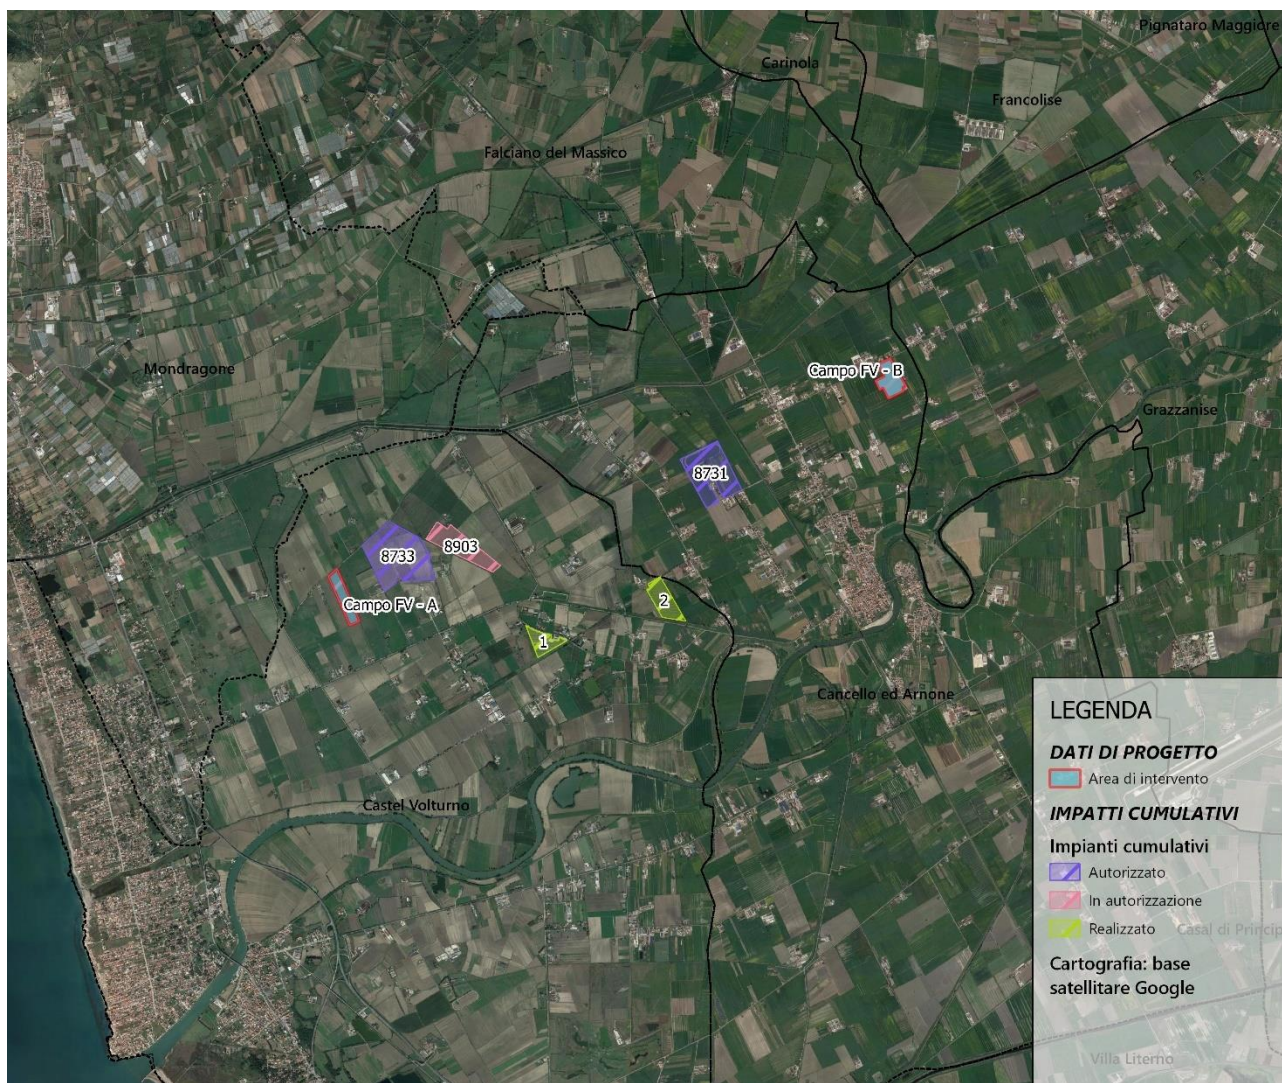 Pignataro Maggiore
Carinola
Francolise
Falciano del Massico
Mondragone
Campo FV - B
Grazzanise
8731
8903
8733
Campo FV - A
2
1
Cancello ed Arnone
Castel Volturno
LEGENDA
DATI DI PROGETTO
Area di intervento
IMPATTI CUMULATIVI
Impianti cumulativi
Autorizzato
In autorizzazione
Realizzato
Casal di Princip
Cartografia: base
satellitare Google
Villa Literno